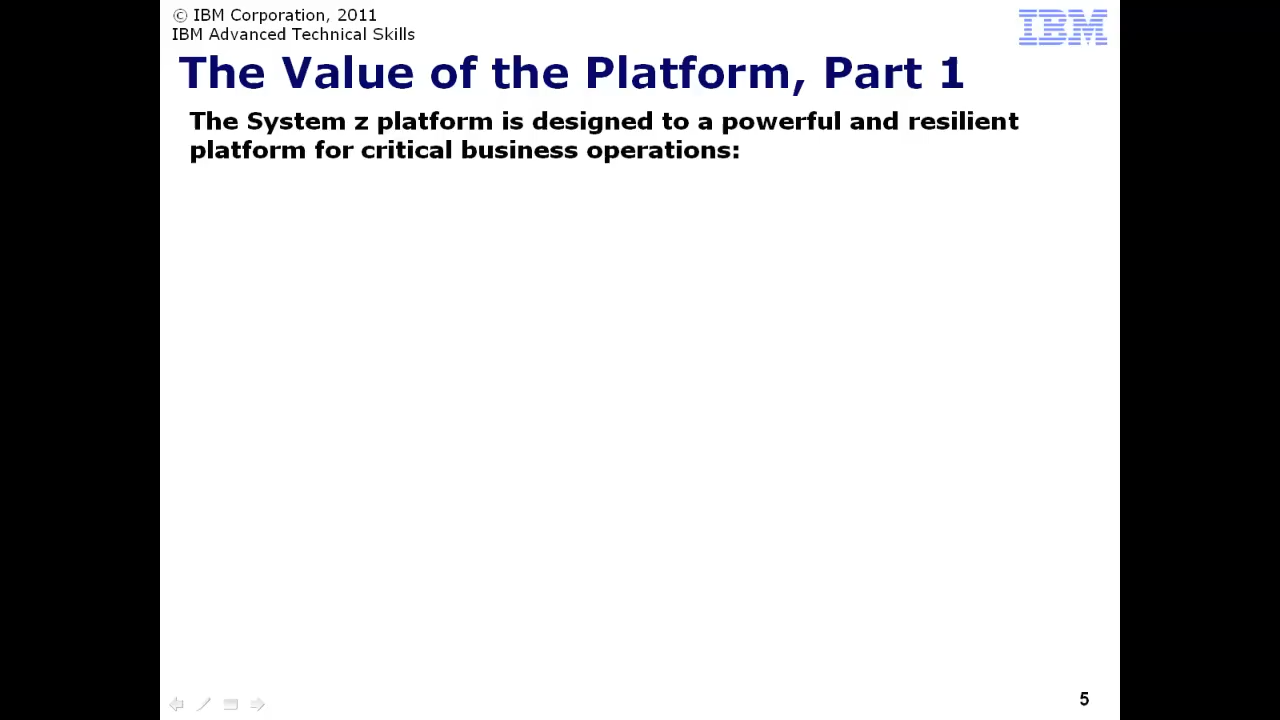 © IBM Corporation, 2011
IBM Advanced Technical Skills
IBM
The Value of the Platform, Part 1
The System z platform is designed to a powerful and resilient
platform for critical business operations:
5